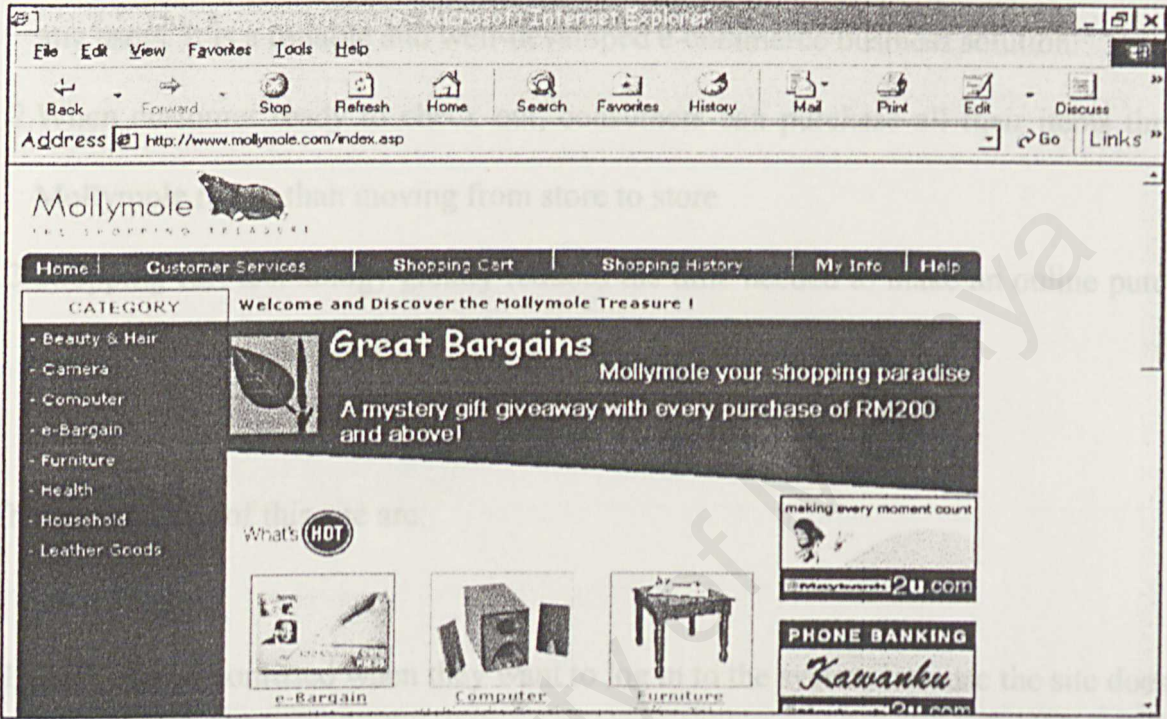 Microsoft Internet Explorer
File Edit View Favorites Tools Help
Back Forward Stop Refresh Home Search Favorites History Mail Print Edit Discuss
Address http://www.mollymole.com/index.asp Go Links
than moving from store to store
Mollymole
THE SHOPPING TREASURE
Home Customer Services Shopping Cart Shopping History My Info Help
CATEGORY
Welcome and Discover the Mollymole Treasure !
- Beauty & Hair
- Camera
- Computer
- e-Bargain
- Furniture
- Health
- Household
- Leather Goods
Great Bargains
Mollymole your shopping paradise
A mystery gift giveaway with every purchase of RM200
and above!
What's HOT
e-Bargain
Computer
Furniture
making every moment count
2u.com
PHONE BANKING
Kawanku
2u.com